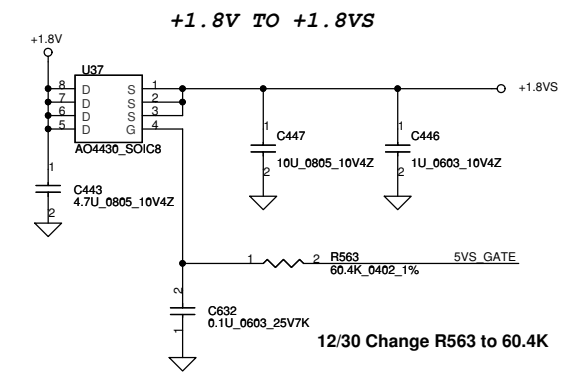 +1.8V TO +1.8VS
+1.8V
U37
8 D S 1
7 D S 2
6 D S 3
5 D G 4
AO4430_SOIC8
+1.8VS
1
C443
4.7U_0805_10V4Z
2
1
C447
10U_0805_10V4Z
2
1
C446
1U_0603_10V4Z
2
1 R563 2
60.4K_0402_1%
5VS_GATE
2
C632
0.1U_0603_25V7K
1
12/30 Change R563 to 60.4K